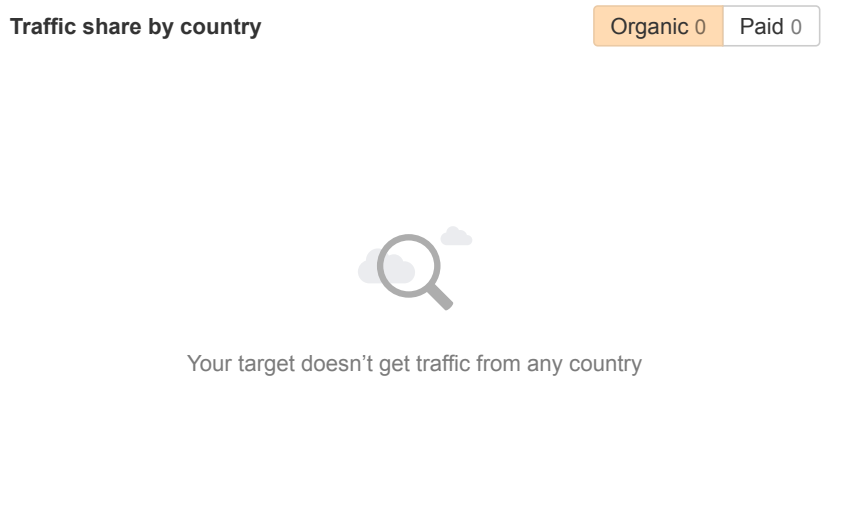 Traffic share by country
Organic 0 Paid 0
Your target doesn’t get traffic from any country